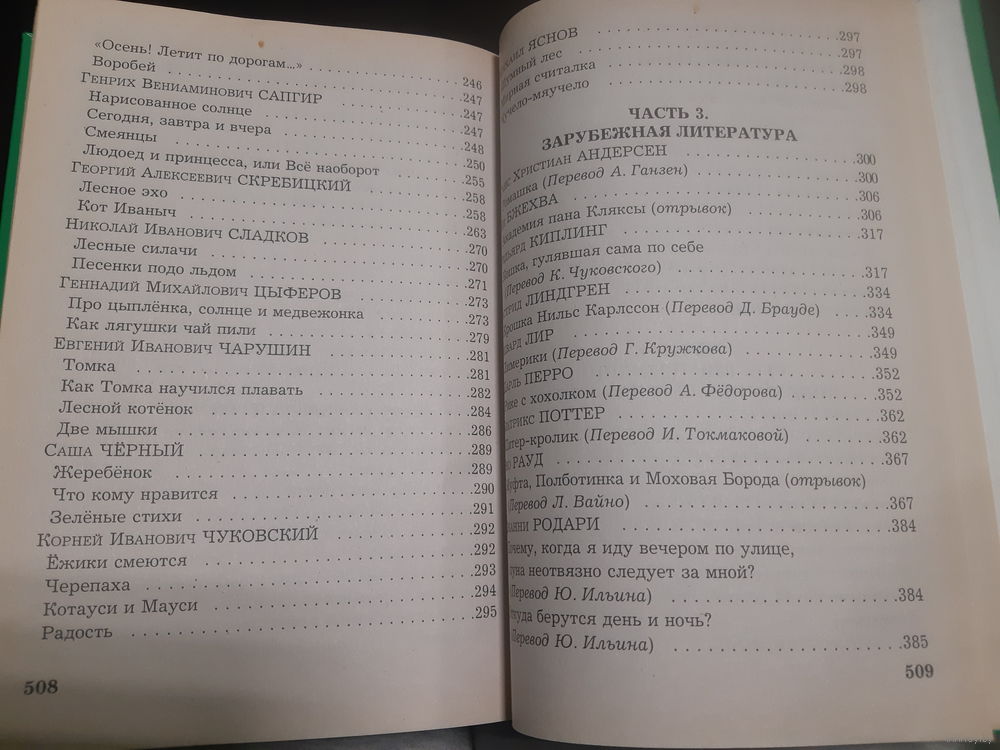 «Осень! Летит по дорогам...» 246
Воробей 247
Генрих Вениаминович САПГИР 247
Нарисованное солнце 247
Сегодня, завтра и вчера 248
Смеянцы 250
Людоед и принцесса, или Всё наоборот 255
Георгий Алексеевич СКРЕБИЦКИЙ 258
Лесное эхо 258
Кот Иваныч 263
Николай Иванович СЛАДКОВ 270
Лесные силачи 270
Песенки подо льдом 271
Геннадий Михайлович ЦЫФЕРОВ 273
Про цыплёнка, солнце и медвежонка 273
Как лягушки чай пили 279
Евгений Иванович ЧАРУШИН 281
Томка 281
Как Томка научился плавать 282
Лесной котёнок 284
Две мышки 286
Саша ЧЁРНЫЙ 289
Жеребёнок 289
Что кому нравится 290
Зелёные стихи 291
Корней Иванович ЧУКОВСКИЙ 292
Ёжики смеются 292
Черепаха 293
Котауси и Мауси 294
Радость 295
508
ЯСНОВ 297
лес 297
считалка 298
298
ЧАСТЬ 3.
ЗАРУБЕЖНАЯ ЛИТЕРАТУРА
Христиан АНДЕРСЕН 300
(Перевод А. Ганзен) 300
БЖЕХВА 306
Академия пана Кляксы (отрывок) 306
КИПЛИНГ 317
гулявшая сама по себе
(Перевод К. Чуковского) 317
ЛИНДГРЕН 334
Крошка Нильс Карлссон (Перевод Д. Брауде) 334
ЛИР 349
Лимерики (Перевод Г. Кружкова) 349
ПЕРРО 352
с хохолком (Перевод А. Фёдорова) 352
ПОТТЕР 362
Питер-кролик (Перевод И. Токмаковой) 362
РАУД 367
Муфта, Полботинка и Моховая Борода (отрывок)
(Перевод Л. Вайно) 367
РОДАРИ 384
Почему, когда я иду вечером по улице,
луна неотвязно следует за мной?
(Перевод Ю. Ильина) 384
Откуда берутся день и ночь?
(Перевод Ю. Ильина) 385
509